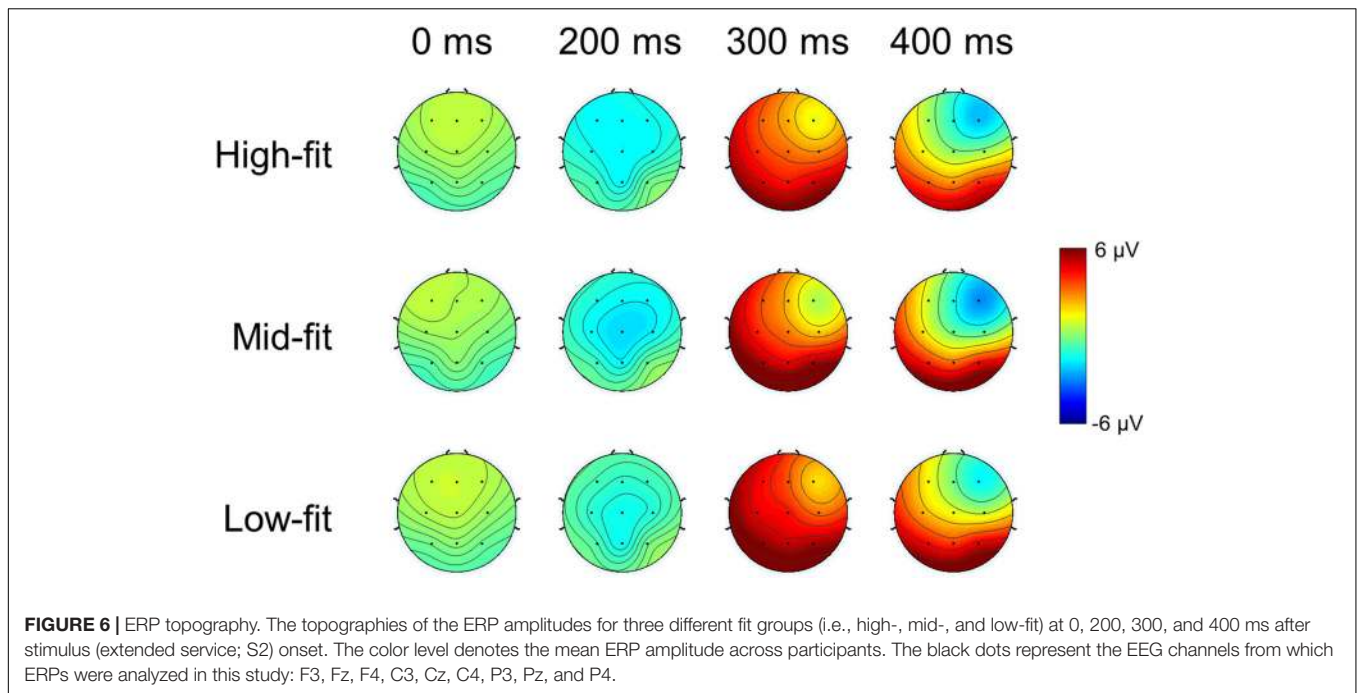 0 ms 200 ms 300 ms 400 ms
High-fit
Mid-fit
6 µV
-6 µV
Low-fit
FIGURE 6 | ERP topography. The topographies of the ERP amplitudes for three different fit groups (i.e., high-, mid-, and low-fit) at 0, 200, 300, and 400 ms after
stimulus (extended service; S2) onset. The color level denotes the mean ERP amplitude across participants. The black dots represent the EEG channels from which
ERPs were analyzed in this study: F3, Fz, F4, C3, Cz, C4, P3, Pz, and P4.